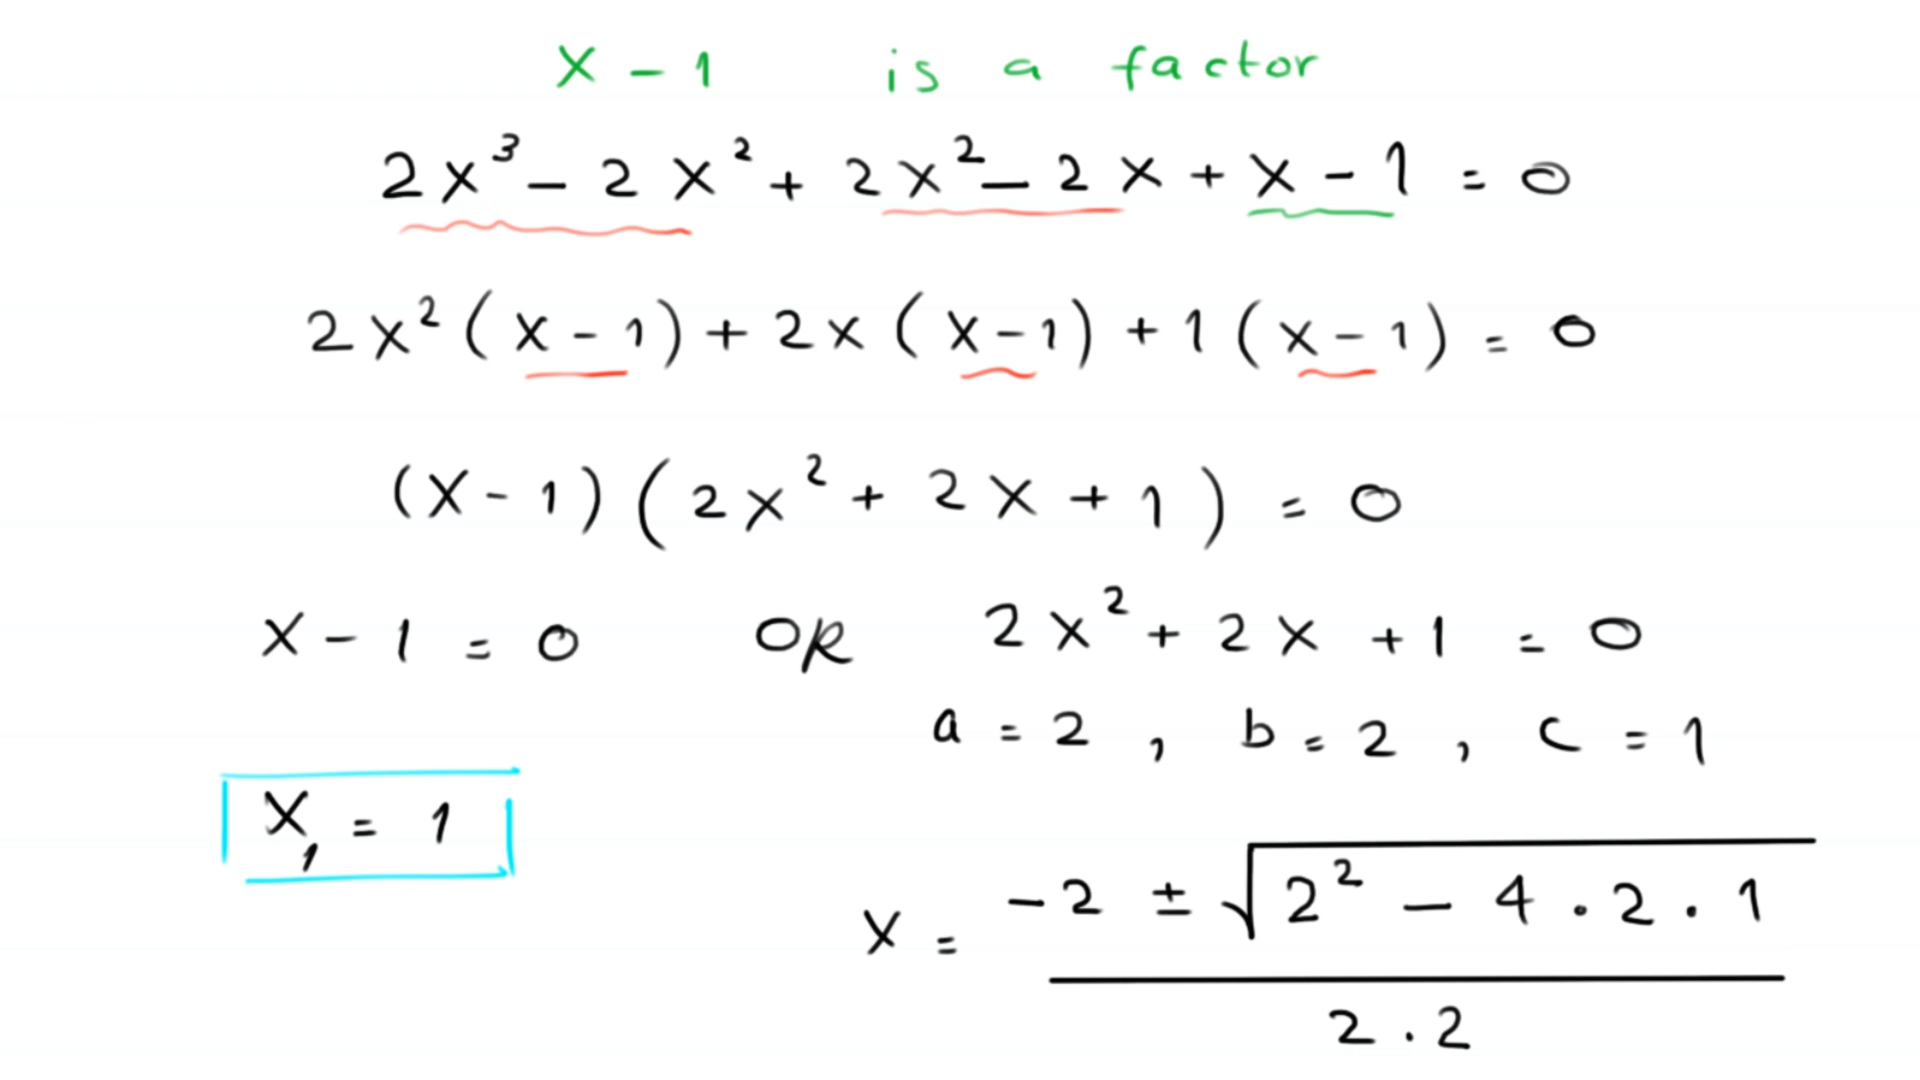 x - 1 is a factor
2x³ - 2x² + 2x² - 2x + x - 1 = 0
2x² (x - 1) + 2x (x - 1) + 1 (x - 1) = 0
(x - 1) (2x² + 2x + 1) = 0
x - 1 = 0 OR 2x² + 2x + 1 = 0
a = 2 , b = 2 , c = 1
x₁ = 1
x = (-2 ± √(2² - 4 · 2 · 1)) / (2 · 2)